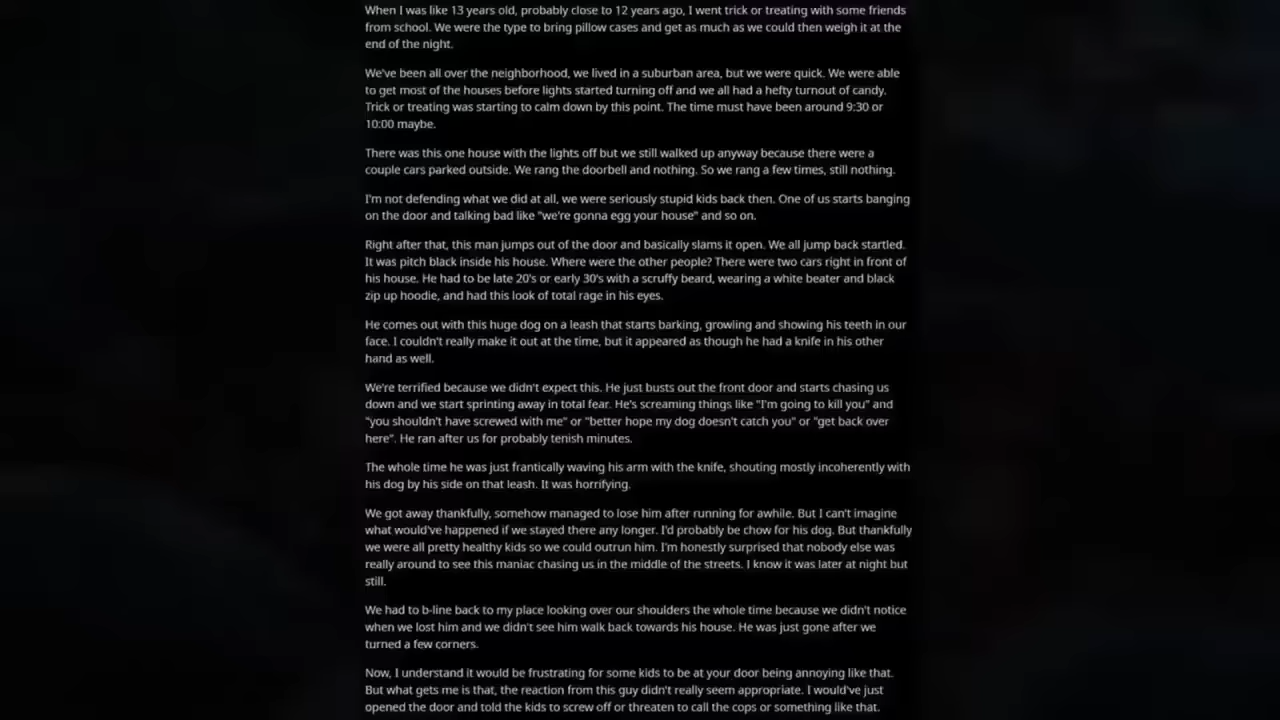 When I was like 13 years old, probably close to 12 years ago, I went trick or treating with some friends
from school. We were the type to bring pillow cases and get as much as we could then weigh it at the
end of the night.
We've been all over the neighborhood, we lived in a suburban area, but we were quick. We were able
to get most of the houses before lights started turning off and we all had a hefty turnout of candy.
Trick or treating was starting to calm down by this point. The time must have been around 9:30 or
10:00 maybe.
There was this one house with the lights off but we still walked up anyway because there were a
couple cars parked outside. We rang the doorbell and nothing. So we rang a few times, still nothing.
I'm not defending what we did at all, we were seriously stupid kids back then. One of us starts banging
on the door and talking bad like "we're gonna egg your house" and so on.
Right after that, this man jumps out of the door and basically slams it open. We all jump back startled.
It was pitch black inside his house. Where were the other people? There were two cars right in front of
his house. He had to be late 20's or early 30's with a scruffy beard, wearing a white beater and black
zip up hoodie, and had this look of total rage in his eyes.
He comes out with this huge dog on a leash that starts barking, growling and showing his teeth in our
face. I couldn't really make it out at the time, but it appeared as though he had a knife in his other
hand as well.
We're terrified because we didn't expect this. He just busts out the front door and starts chasing us
down and we start sprinting away in total fear. He's screaming things like "I'm going to kill you" and
"you shouldn't have screwed with me" or "better hope my dog doesn't catch you" or "get back over
here". He ran after us for probably tenish minutes.
The whole time he was just frantically waving his arm with the knife, shouting mostly incoherently with
his dog by his side on that leash. It was horrifying.
We got away thankfully, somehow managed to lose him after running for awhile. But I can't imagine
what would've happened if we stayed there any longer. I'd probably be chow for his dog. But thankfully
we were all pretty healthy kids so we could outrun him. I'm honestly surprised that nobody else was
really around to see this maniac chasing us in the middle of the streets. I know it was later at night but
still.
We had to b-line back to my place looking over our shoulders the whole time because we didn't notice
when we lost him and we didn't see him walk back towards his house. He was just gone after we
turned a few corners.
Now, I understand it would be frustrating for some kids to be at your door being annoying like that.
But what gets me is that, the reaction from this guy didn't really seem appropriate. I would've just
opened the door and told the kids to screw off or threaten to call the cops or something like that.